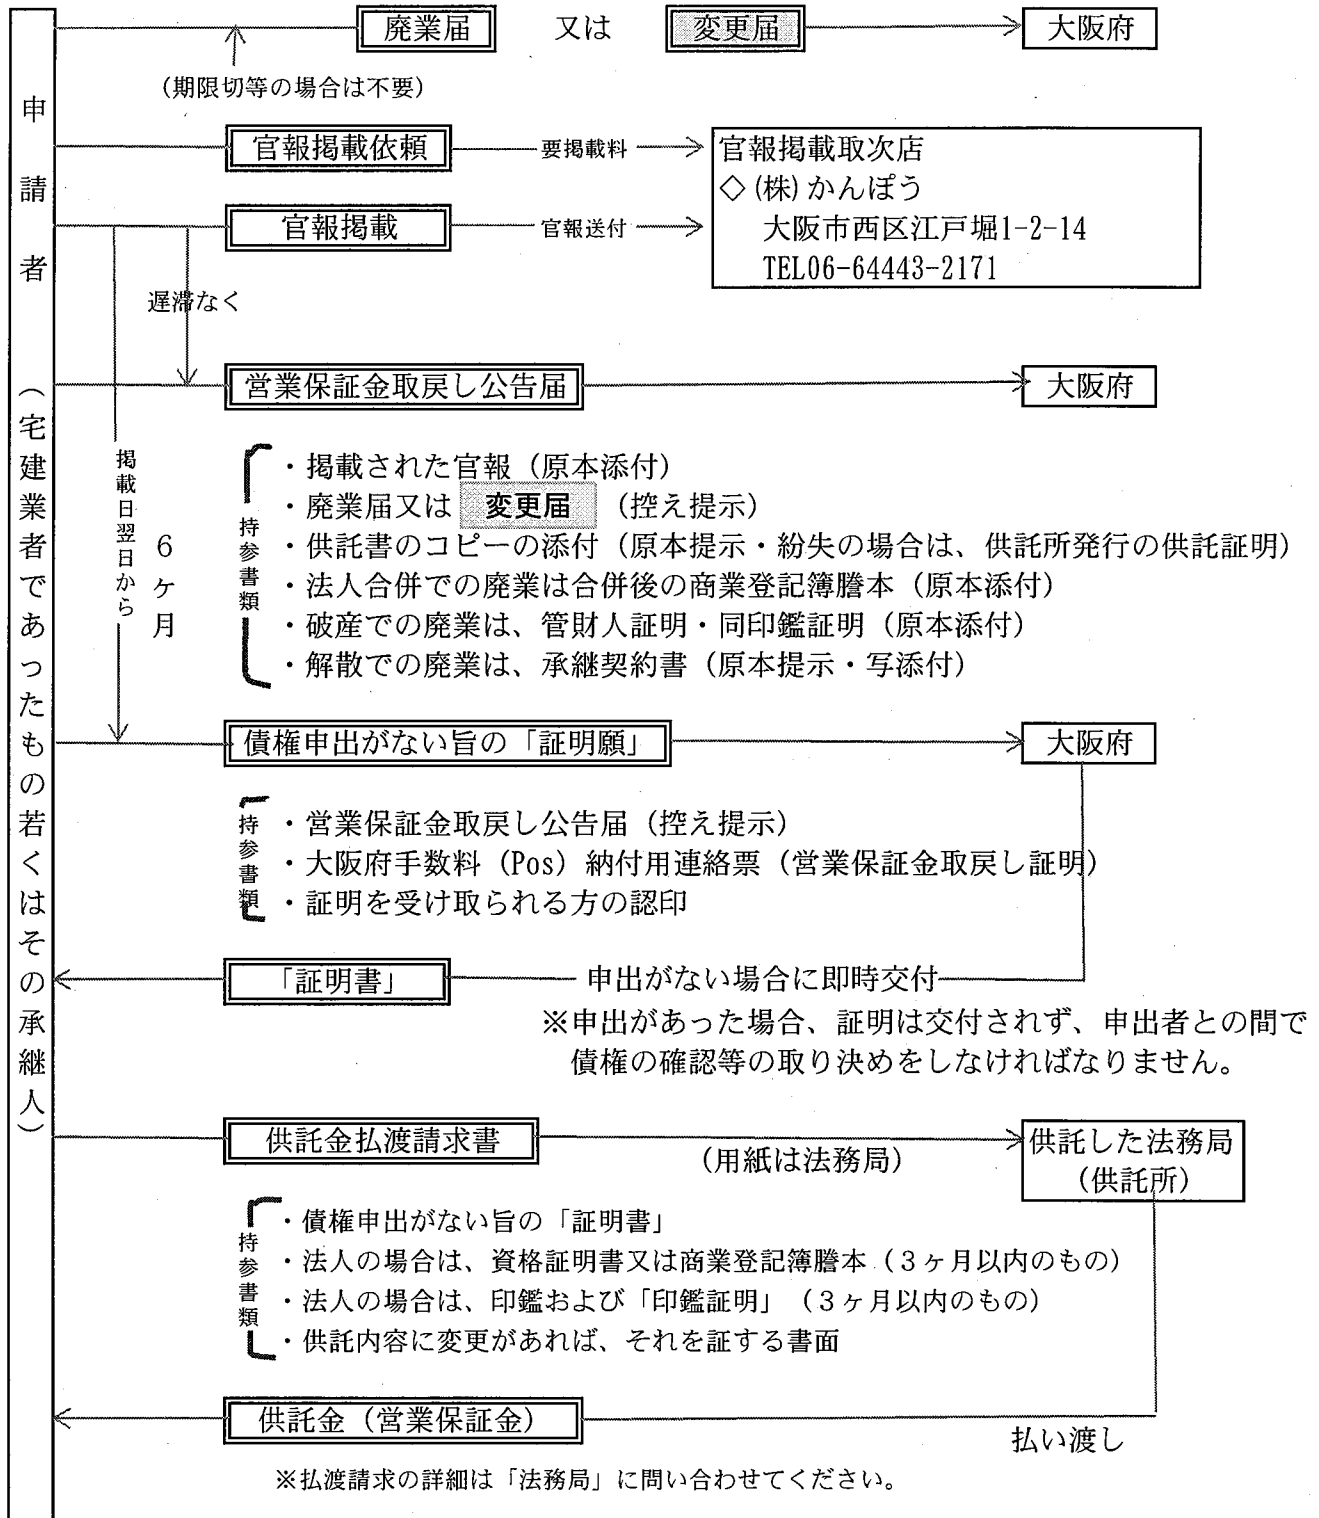 廃業届 又は 変更届 大阪府
(期限切等の場合は不要)
申請者（宅建業者であったもの若くはその承継人）
官報掲載依頼 要掲載料
官報掲載取次店
◇(株)かんぽう
大阪市西区江戸堀1-2-14
TEL06-64443-2171
官報掲載 官報送付
遅滞なく
営業保証金取戻し公告届 大阪府
掲載日翌日から
6ヶ月
持参書類
・掲載された官報（原本添付）
・廃業届又は 変更届 （控え提示）
・供託書のコピーの添付（原本提示・紛失の場合は、供託所発行の供託証明）
・法人合併での廃業は合併後の商業登記簿謄本（原本添付）
・破産での廃業は、管財人証明・同印鑑証明（原本添付）
・解散での廃業は、承継契約書（原本提示・写添付）
債権申出がない旨の「証明願」 大阪府
持参書類
・営業保証金取戻し公告届（控え提示）
・大阪府手数料（Pos）納付用連絡票（営業保証金取戻し証明）
・証明を受け取られる方の認印
「証明書」 申出がない場合に即時交付
※申出があった場合、証明は交付されず、申出者との間で
債権の確認等の取り決めをしなければなりません。
供託金払渡請求書 (用紙は法務局)
供託した法務局
（供託所）
持参書類
・債権申出がない旨の「証明書」
・法人の場合は、資格証明書又は商業登記簿謄本（3ヶ月以内のもの）
・法人の場合は、印鑑および「印鑑証明」（3ヶ月以内のもの）
・供託内容に変更があれば、それを証する書面
供託金（営業保証金）
払い渡し
※払渡請求の詳細は「法務局」に問い合わせてください。